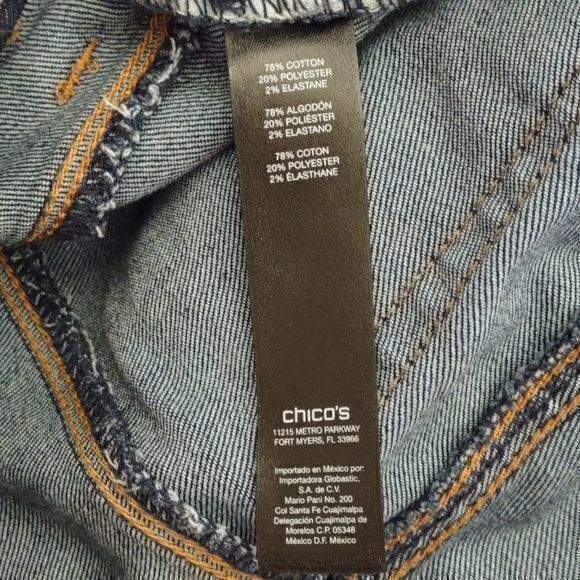 78% COTTON
20% POLYESTER
2% ELASTANE
78% ALGODÓN
20% POLIÉSTER
2% ELASTANO
78% COTON
20% POLYESTER
2% ÉLASTHANE
chico's
11215 METRO PARKWAY
FORT MYERS, FL 33966
Importado en México por:
Importadora Globastic,
S.A. de C.V.
Mario Pani No. 200
Col Santa Fe Cuajimalpa
Delegación Cuajimalpa de
Morelos C.P. 05348
México D.F. México